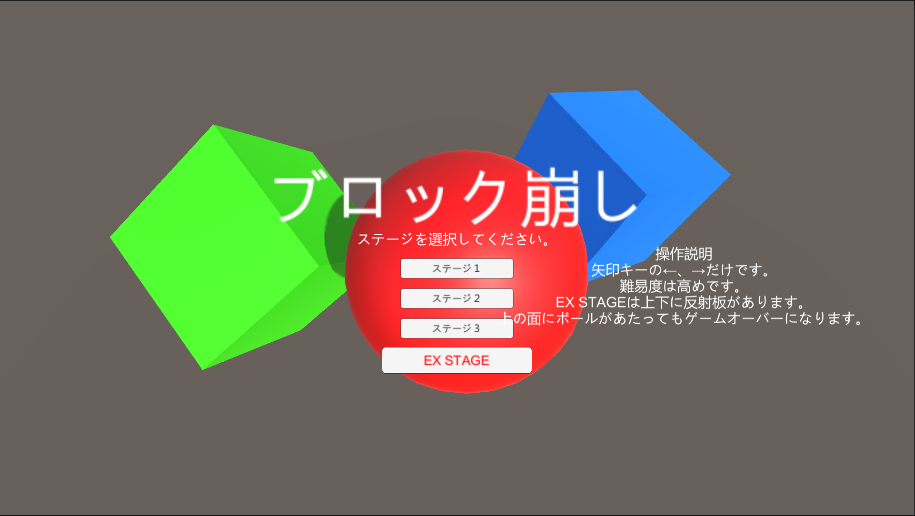 ブロック崩し
ステージを選択してください。
ステージ1
ステージ2
ステージ3
EX STAGE
操作説明
矢印キーの←、→だけです。
難易度は高めです。
EX STAGEは上下に反射板があります。
上の面にボールがあたってもゲームオーバーになります。